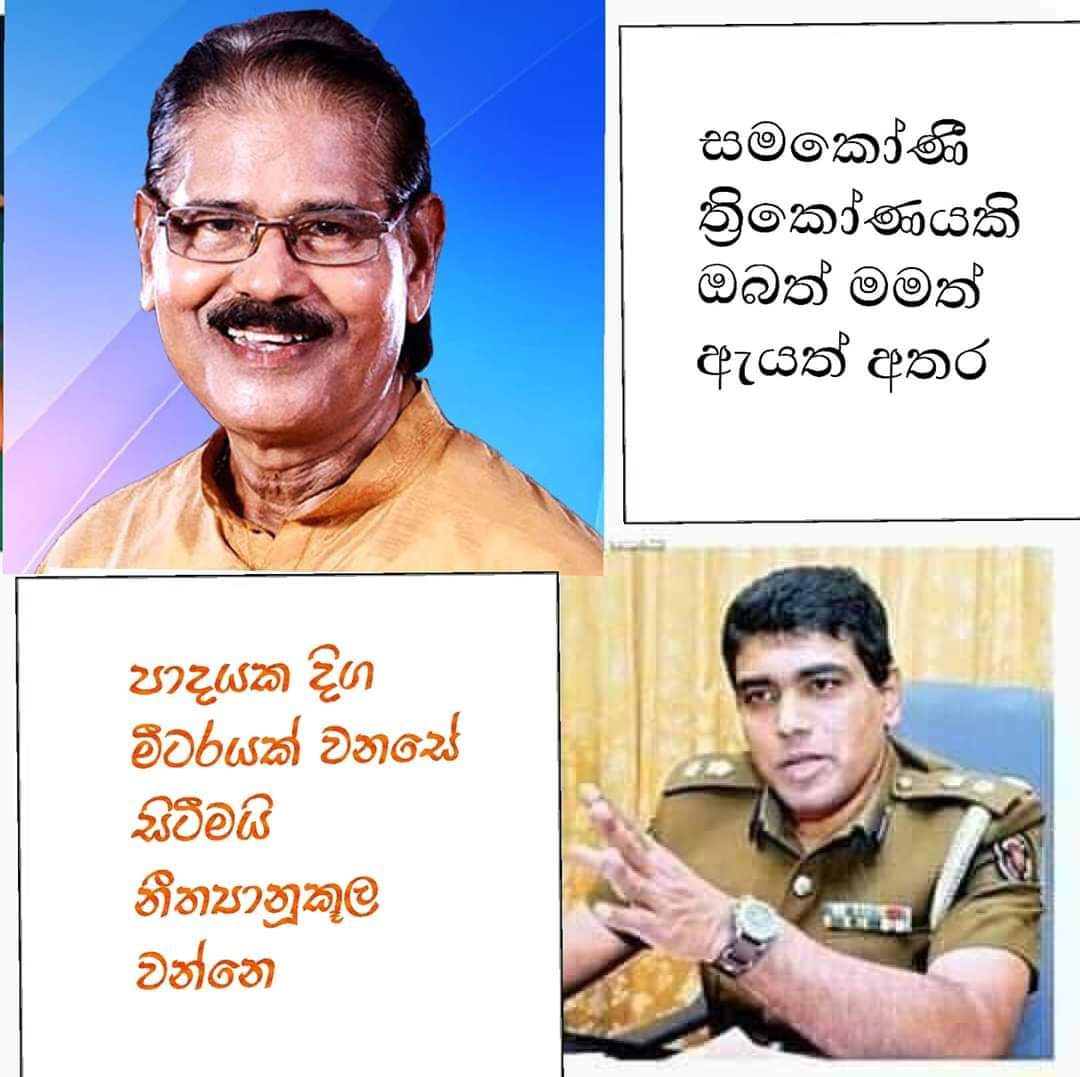 සමකෝණී
ත්‍රිකෝණයකි
ඔබත් මමත්
ඇයත් අතර
පාදයක දිග
මීටරයක් වනසේ
සිටීමයි
නීත්‍යානුකූල
වන්නෙ